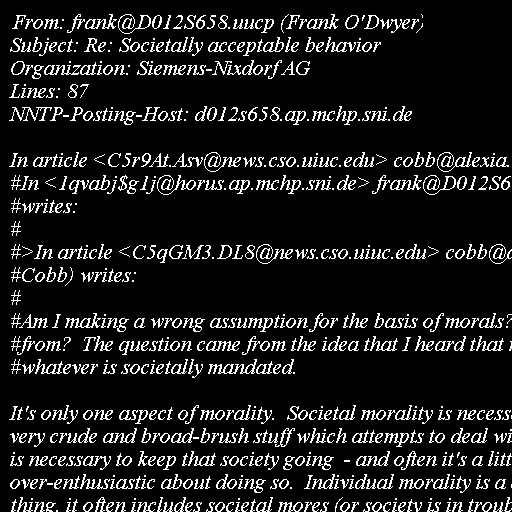 From: frank@D012S658.uucp (Frank O'Dwyer)
Subject: Re: Societally acceptable behavior
Organization: Siemens-Nixdorf AG
Lines: 87
NNTP-Posting-Host: d012s658.ap.mchp.sni.de

In article <C5r9At.Asv@news.cso.uiuc.edu> cobb@alexia.
#In <1qvabj$g1j@horus.ap.mchp.sni.de> frank@D012S6
#writes:
#
#>In article <C5qGM3.DL8@news.cso.uiuc.edu> cobb@
#Cobb) writes:
#
#Am I making a wrong assumption for the basis of morals?
#from?  The question came from the idea that I heard that
#whatever is societally mandated.

It's only one aspect of morality.  Societal morality is necess
very crude and broad-brush stuff which attempts to deal wi
is necessary to keep that society going  - and often it's a litt
over-enthusiastic about doing so.  Individual morality is a
thing, it often includes societal mores (or society is in troub